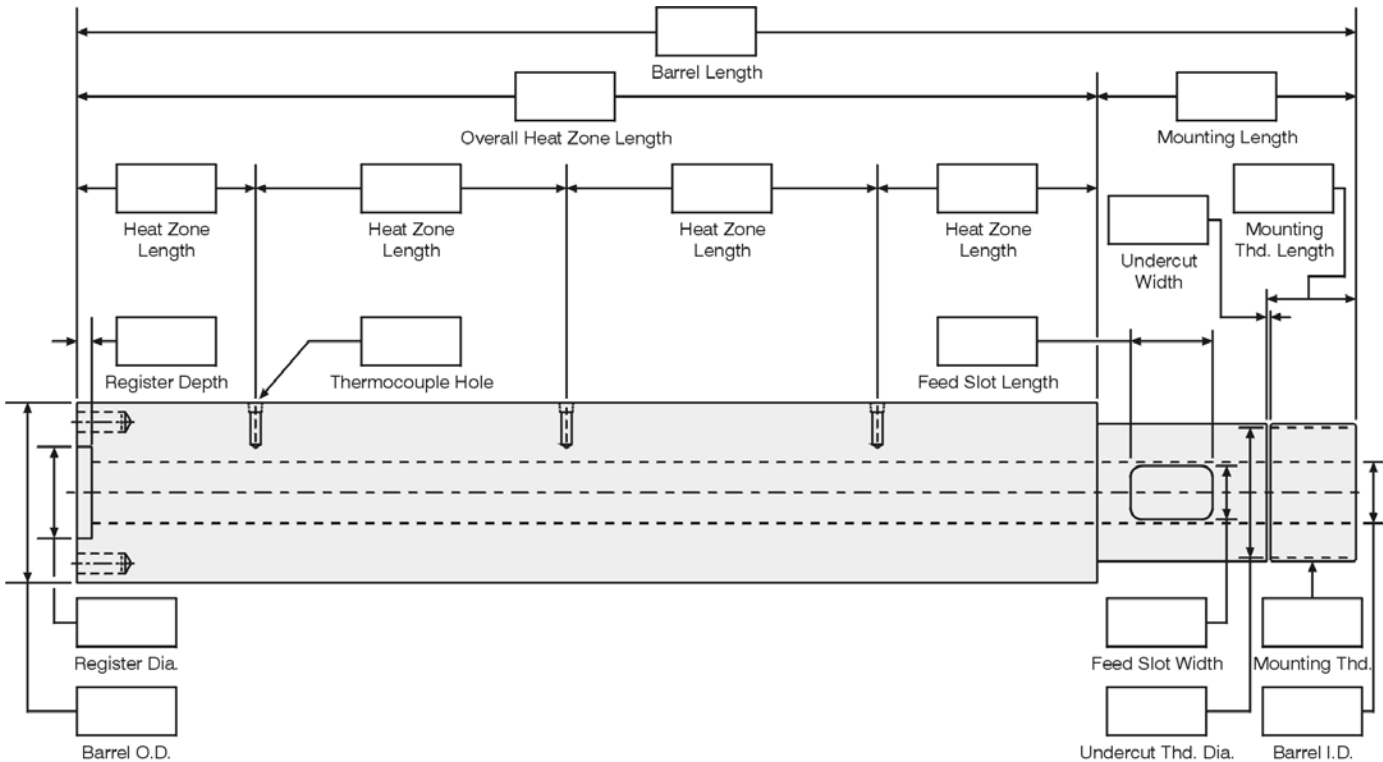 Barrel Length
Overall Heat Zone Length
Mounting Length
Heat Zone
Length
Heat Zone
Length
Heat Zone
Length
Heat Zone
Length
Undercut
Width
Mounting
Thd. Length
Register Depth
Thermocouple Hole
Feed Slot Length
Register Dia.
Feed Slot Width
Mounting Thd.
Barrel O.D.
Undercut Thd. Dia.
Barrel I.D.